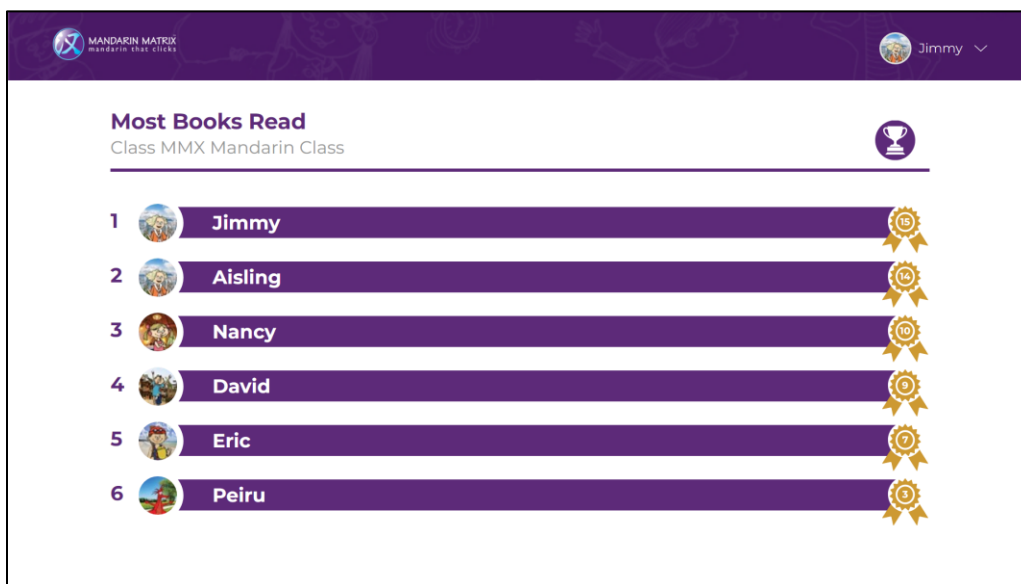 MANDARIN MATRIX
mandarin that clicks
Jimmy
Most Books Read
Class MMX Mandarin Class
1 Jimmy 15
2 Aisling 14
3 Nancy 10
4 David 9
5 Eric 7
6 Peiru 3